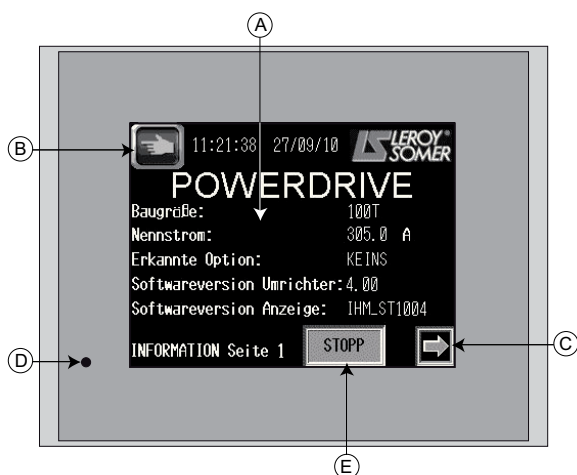 A
B
11:21:38 27/09/10 LEROY® SOMER
POWERDRIVE
Baugröße: 100T
Nennstrom: 305.0 A
Erkannte Option: KEINS
Softwareversion Umrichter: 4.00
Softwareversion Anzeige: IHM_ST1004
INFORMATION Seite 1 STOPP
C
D
E